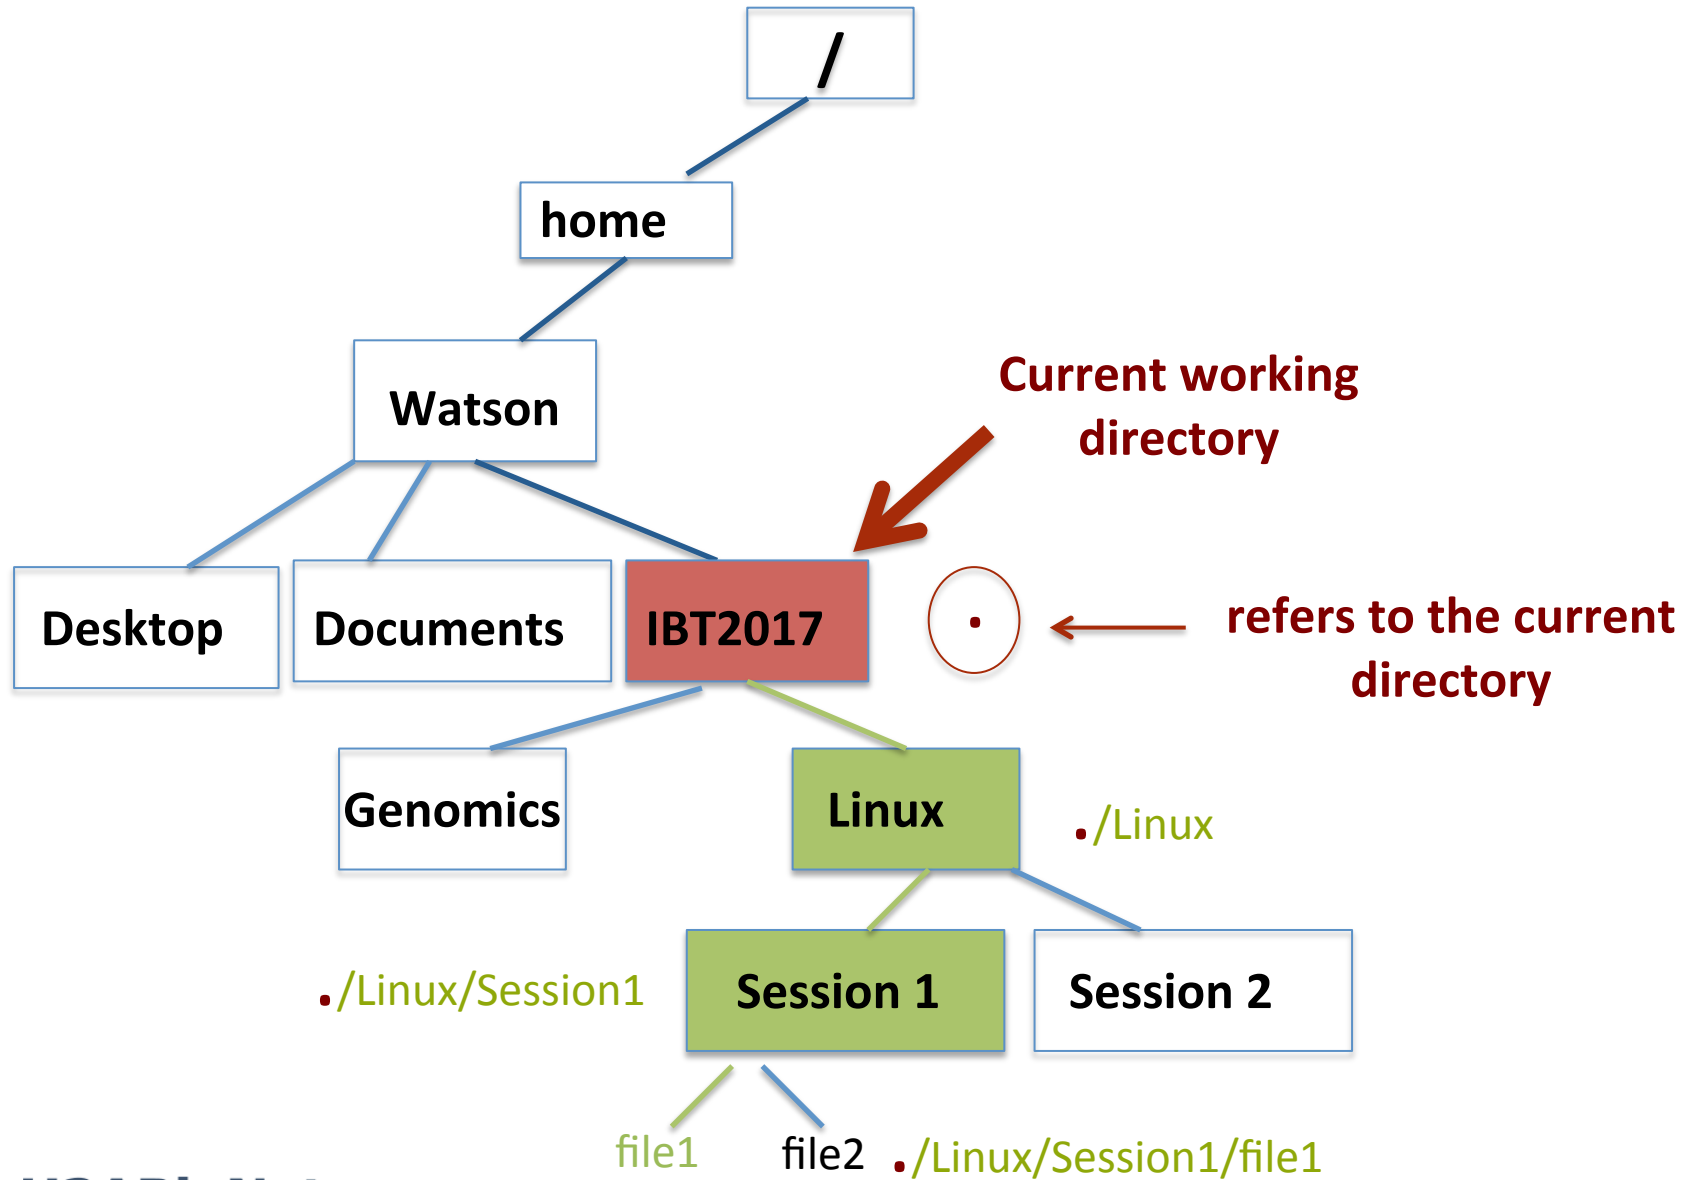 /
home
Watson
Current working
directory
Desktop
Documents
IBT2017
.
refers to the current
directory
Genomics
Linux
./Linux
./Linux/Session1
Session 1
Session 2
file1
file2
./Linux/Session1/file1